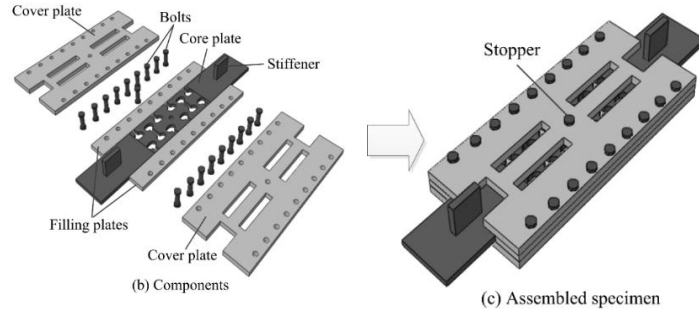 Cover plate
Bolts
Core plate
Stiffener
Filling plates
Cover plate
(b) Components
Stopper
(c) Assembled specimen